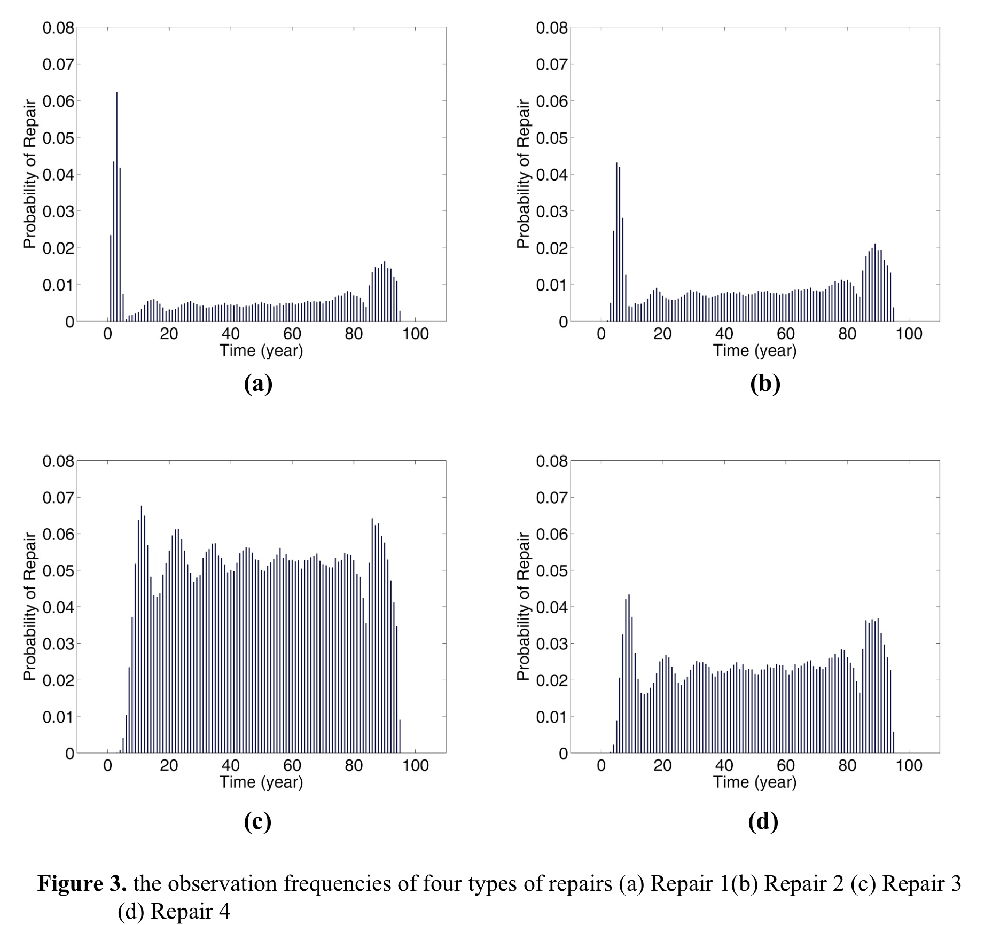 0.08
0.07
0.06
0.05
0.04
0.03
0.02
0.01
0
Probability of Repair
0 20 40 60 80 100
Time (year)
(a)
0.08
0.07
0.06
0.05
0.04
0.03
0.02
0.01
0
Probability of Repair
0 20 40 60 80 100
Time (year)
(b)
0.08
0.07
0.06
0.05
0.04
0.03
0.02
0.01
0
Probability of Repair
0 20 40 60 80 100
Time (year)
(c)
0.08
0.07
0.06
0.05
0.04
0.03
0.02
0.01
0
Probability of Repair
0 20 40 60 80 100
Time (year)
(d)
Figure 3. the observation frequencies of four types of repairs (a) Repair 1(b) Repair 2 (c) Repair 3
(d) Repair 4